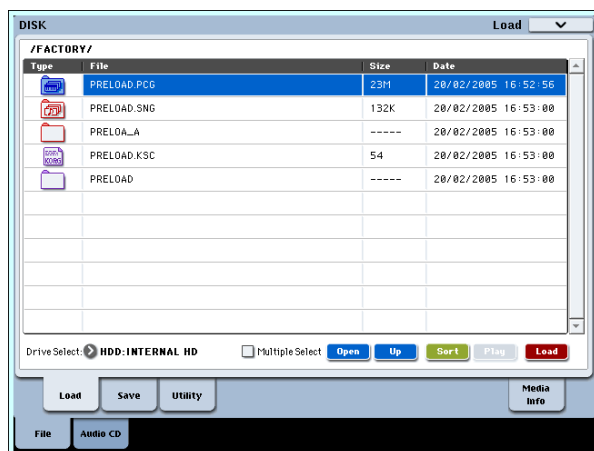 DISK Load
/FACTORY/
Type File Size Date
PRELOAD.PCG 23M 20/02/2005 16:52:56
PRELOAD.SNG 132K 20/02/2005 16:53:00
PRELOA_A ----- 20/02/2005 16:53:00
KORG PRELOAD.KSC 54 20/02/2005 16:53:00
PRELOAD ----- 20/02/2005 16:53:00
Drive Select: HDD:INTERNAL HD Multiple Select Open Up Sort Play Load
Load Save Utility Media Info
File Audio CD